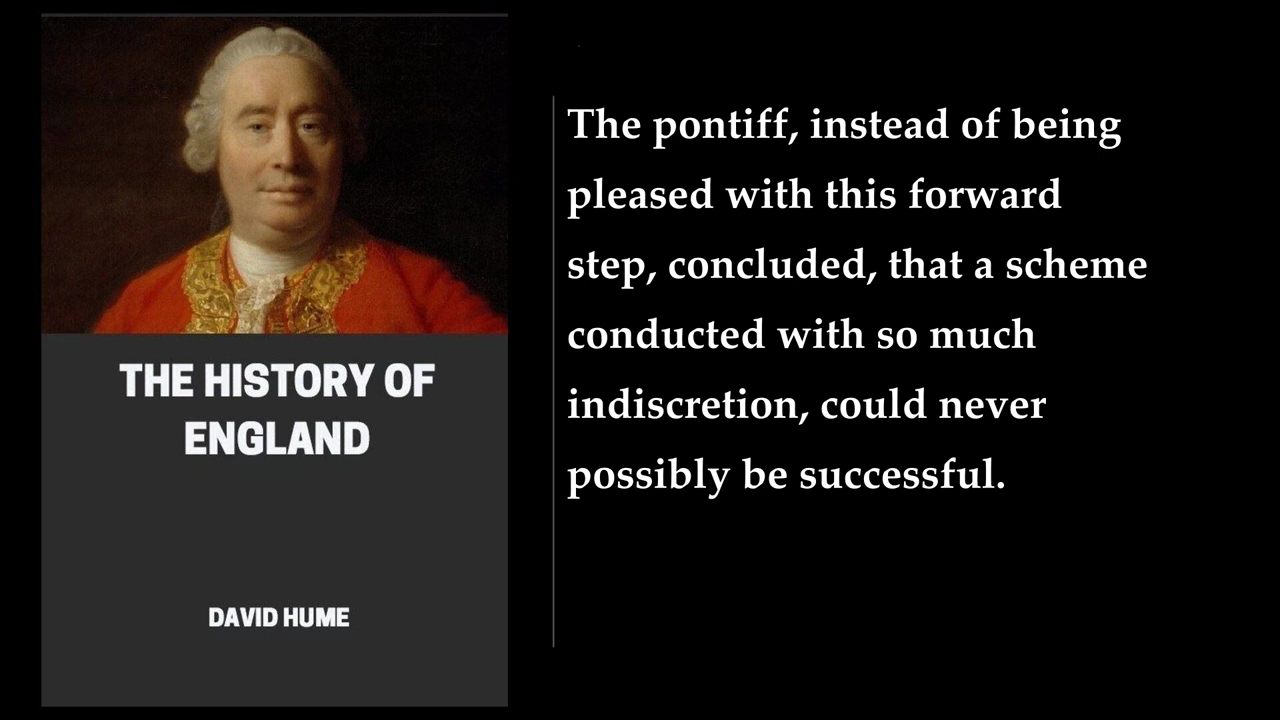 THE HISTORY OF
ENGLAND
DAVID HUME
The pontiff, instead of being
pleased with this forward
step, concluded, that a scheme
conducted with so much
indiscretion, could never
possibly be successful.